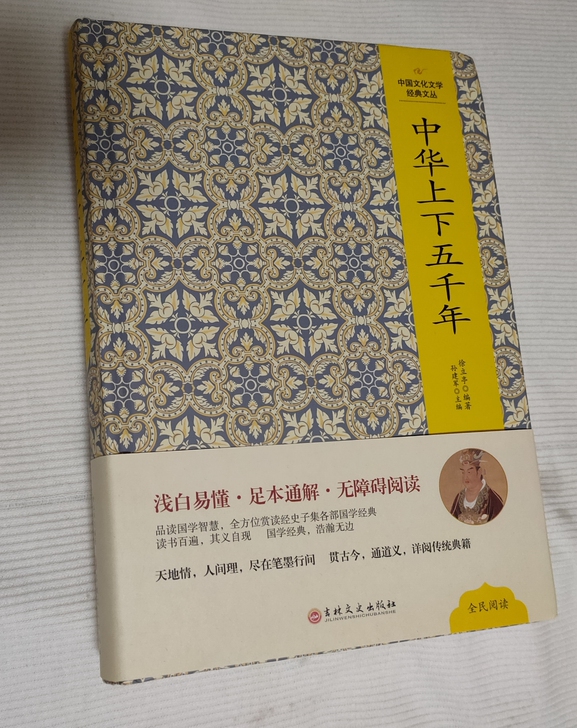 中国文化文学
经典文丛
中华上下五千年
徐立亭◎编著
孙建军◎主编
浅白易懂·足本通解·无障碍阅读
品读国学智慧，全方位赏读经史子集各部国学经典
读书百遍，其义自现 国学经典，浩瀚无边
天地情，人间理，尽在笔墨行间 贯古今，通道义，详阅传统典籍
吉林文史出版社
JILINWENSHICHUBANSHE
全民阅读